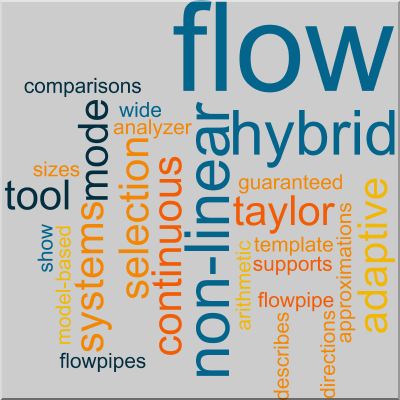 flow
comparisons
mode
wide
analyzer
non-linear
hybrid
sizes
tool
selection
continuous
guaranteed
taylor
adaptive
systems
show
model-based
arithmetic
template
supports
approximations
flowpipe
flowpipes
describes
directions